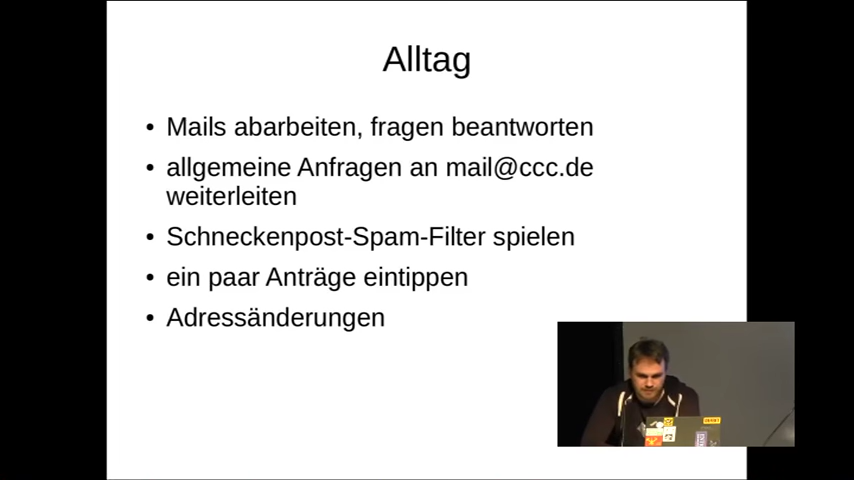 Alltag
• Mails abarbeiten, fragen beantworten
• allgemeine Anfragen an mail@ccc.de
weiterleiten
• Schneckenpost-Spam-Filter spielen
• ein paar Anträge eintippen
• Adressänderungen